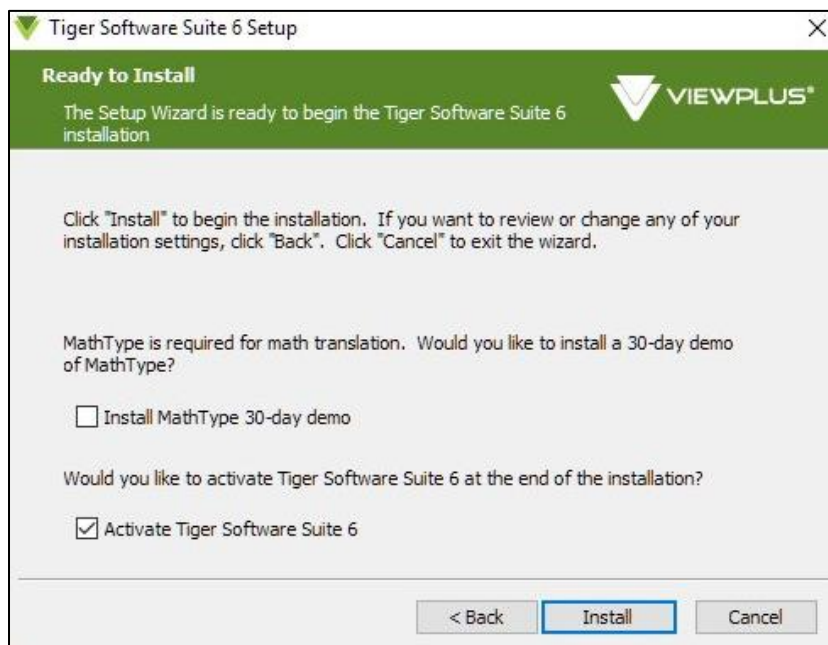 Tiger Software Suite 6 Setup
Ready to Install
The Setup Wizard is ready to begin the Tiger Software Suite 6
installation
VIEWPLUS®
Click "Install" to begin the installation. If you want to review or change any of your
installation settings, click "Back". Click "Cancel" to exit the wizard.
MathType is required for math translation. Would you like to install a 30-day demo
of MathType?
Install MathType 30-day demo
Would you like to activate Tiger Software Suite 6 at the end of the installation?
Activate Tiger Software Suite 6
< Back
Install
Cancel